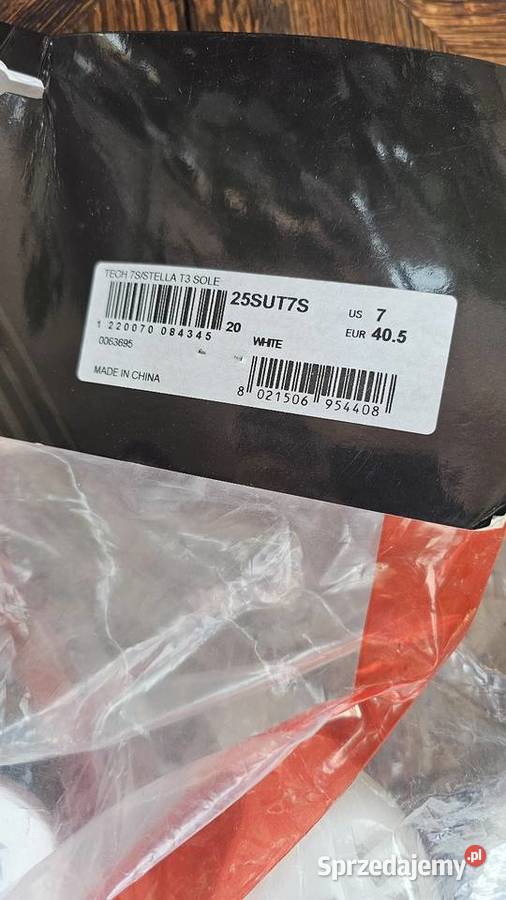 TECH 7S/STELLA T3 SOLE
25SUT7S
US 7
1 220070 084345
20
EUR 40.5
0063695
WHITE
MADE IN CHINA
8 021506 954408
Sprzedajemy.pl